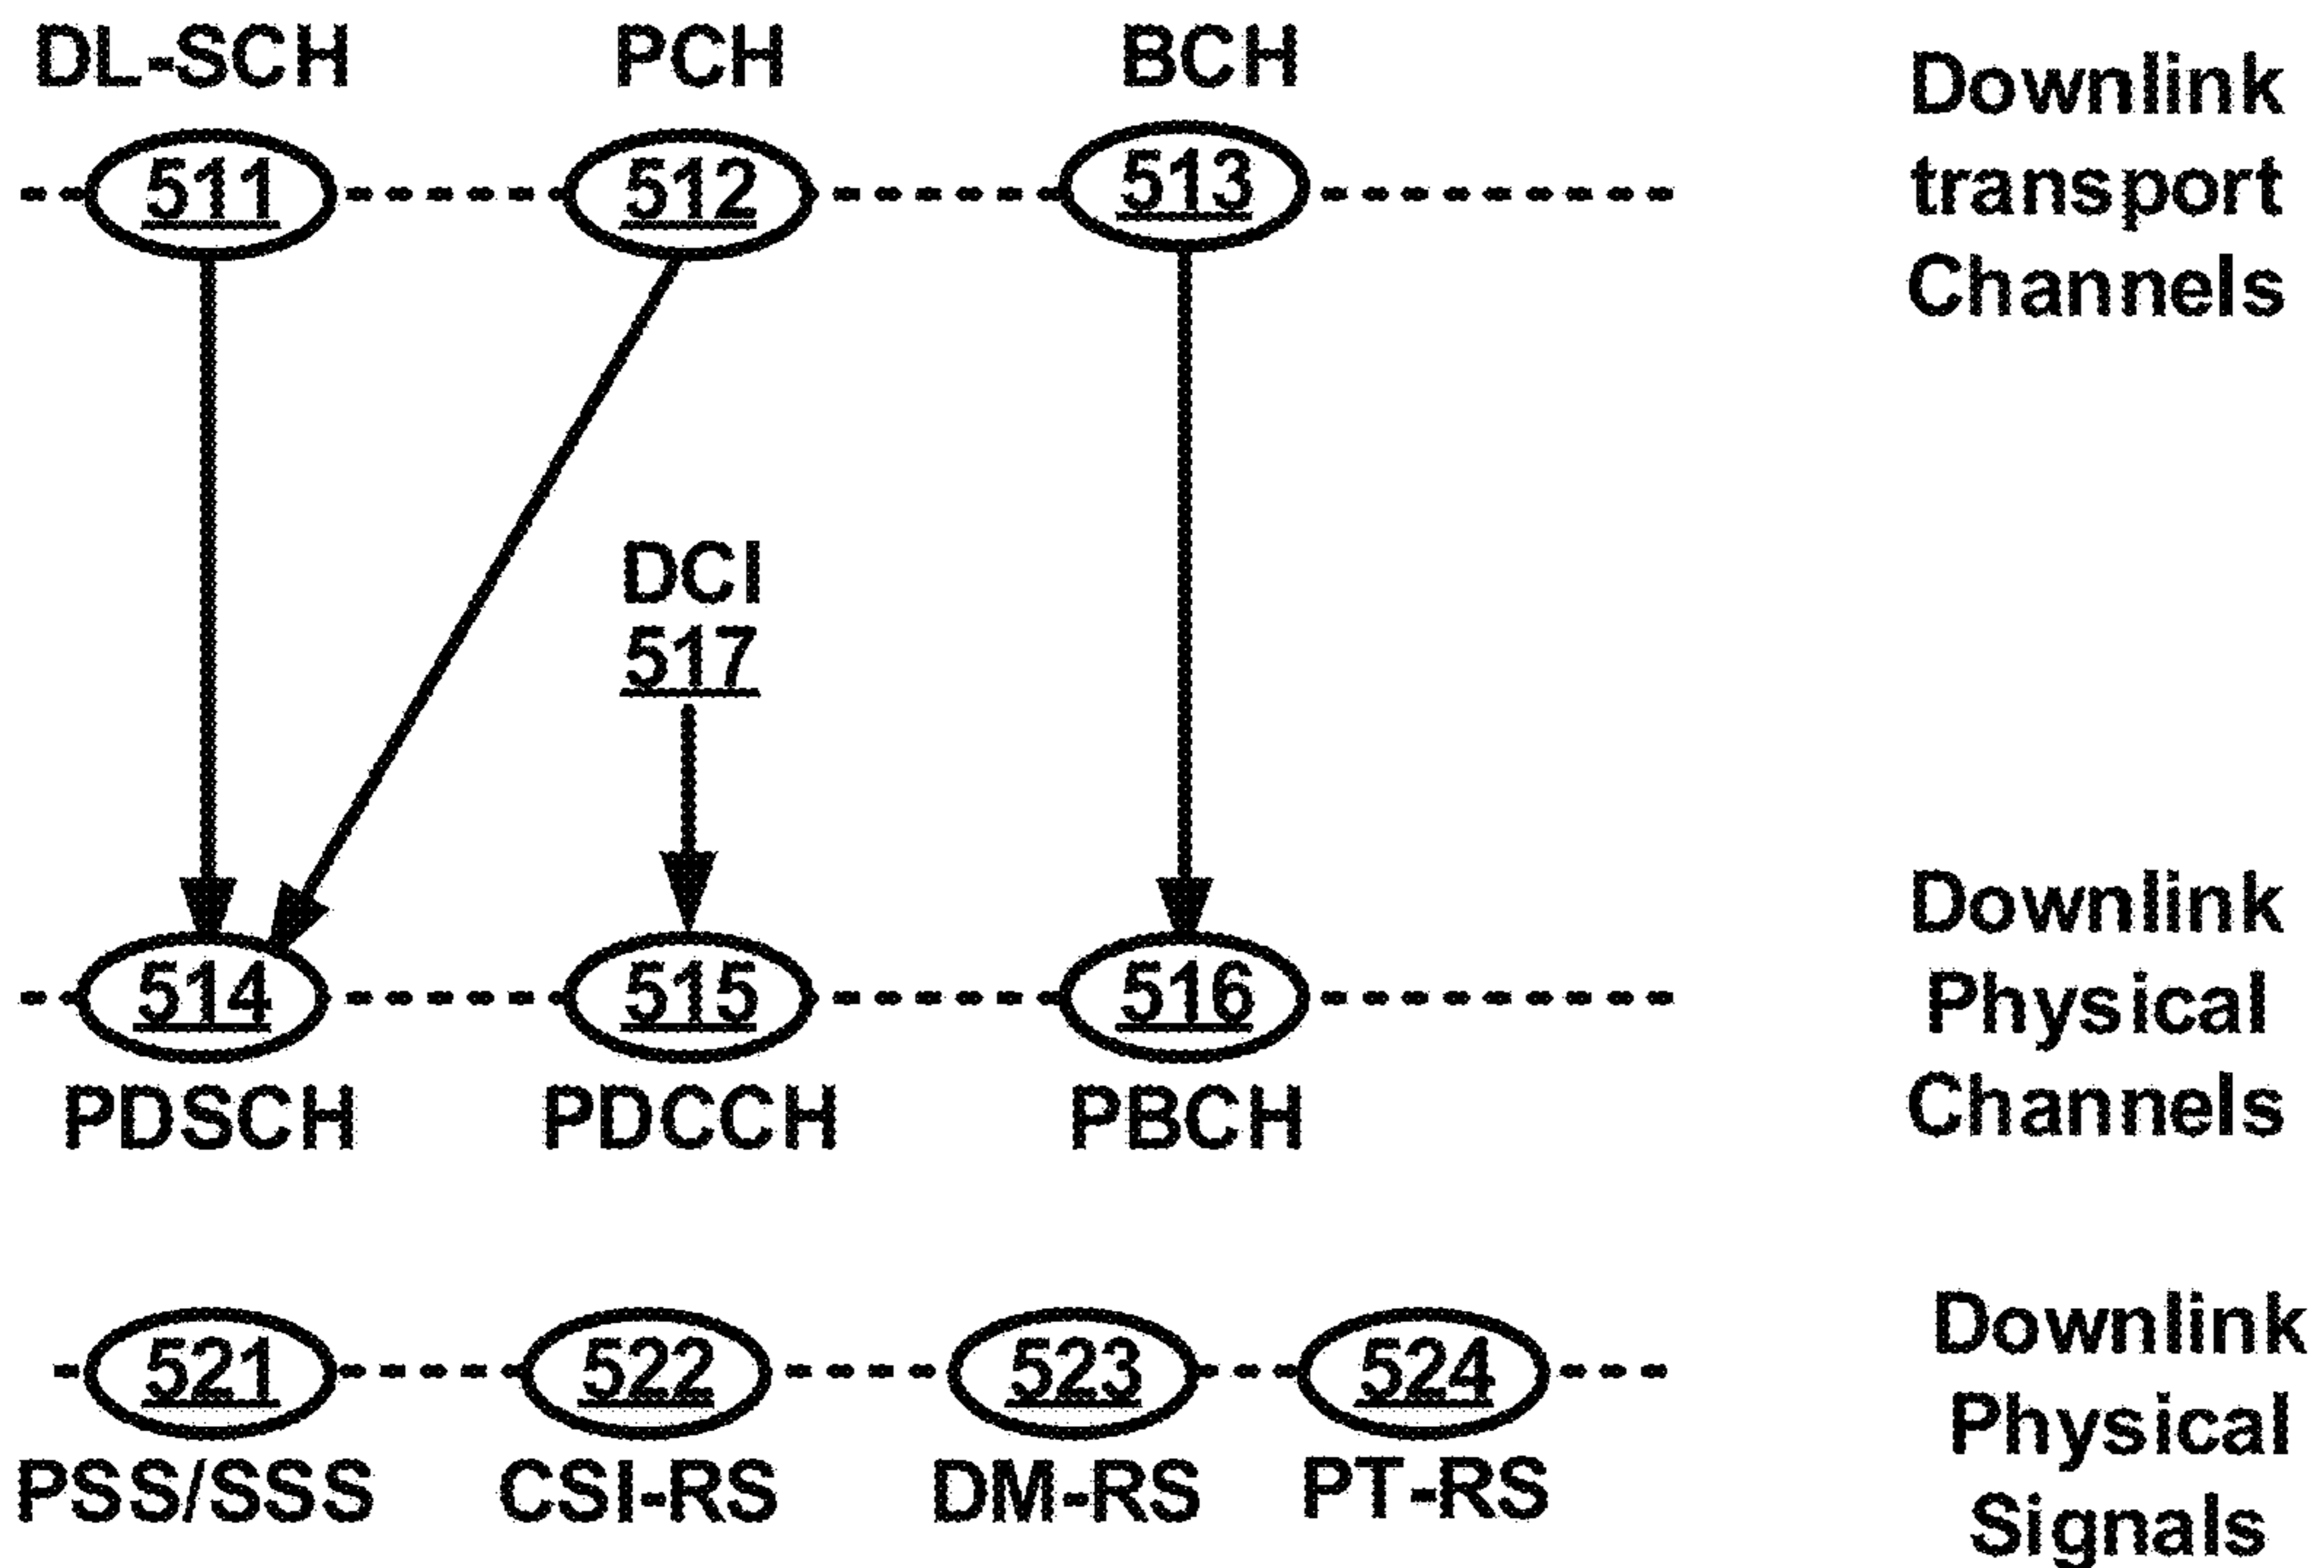 DL-SCH
PCH
BCH
Downlink
transport
Channels
511
512
513
DCI
517
Downlink
Physical
Channels
514
515
516
PDSCH
PDCCH
PBCH
Downlink
Physical
Signals
521
522
523
524
PSS/SSS
CSI-RS
DM-RS
PT-RS